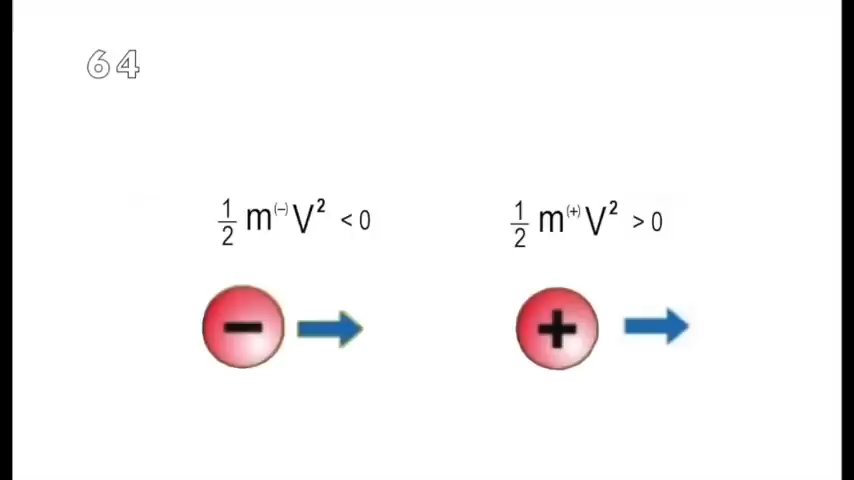 64
½ m⁽⁻⁾ V² < 0
½ m⁽⁺⁾ V² > 0
−
+